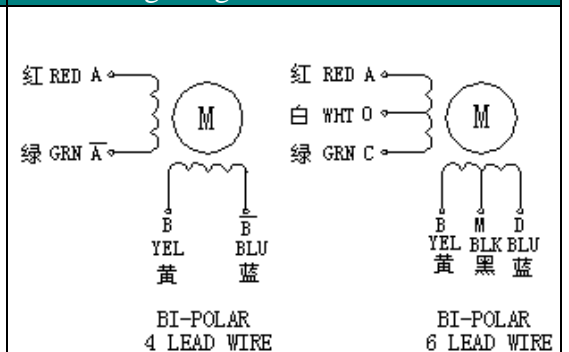 红 RED A
M
绿 GRN A̅
B B̅
YEL BLU
黄 蓝
BI-POLAR
4 LEAD WIRE
红 RED A
白 WHT O
M
绿 GRN C
B M D
YEL BLK BLU
黄 黑 蓝
BI-POLAR
6 LEAD WIRE